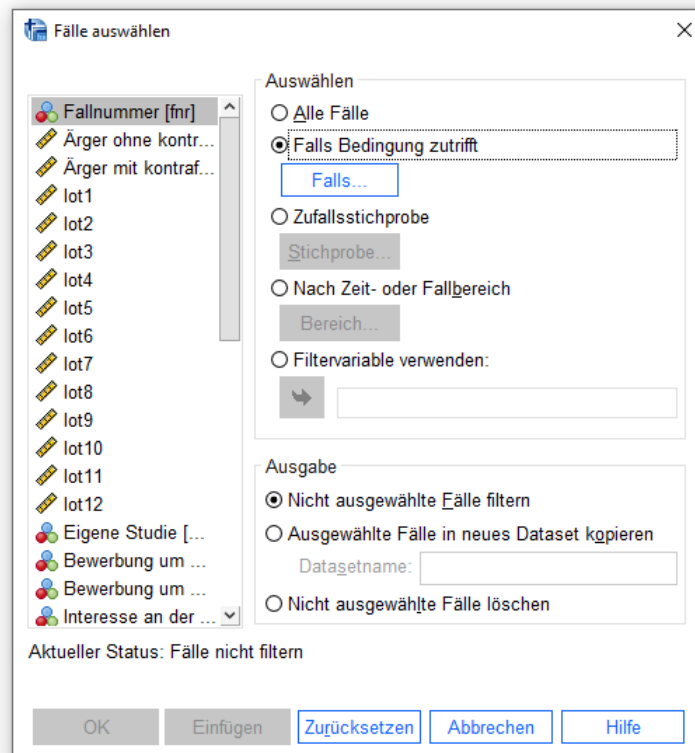 Fälle auswählen
Fallnummer [fnr]
Ärger ohne kontr...
Ärger mit kontraf...
lot1
lot2
lot3
lot4
lot5
lot6
lot7
lot8
lot9
lot10
lot11
lot12
Eigene Studie [...
Bewerbung um ...
Bewerbung um ...
Interesse an der ...
Auswählen
Alle Fälle
Falls Bedingung zutrifft
Falls...
Zufallsstichprobe
Stichprobe...
Nach Zeit- oder Fallbereich
Bereich...
Filtervariable verwenden:
Ausgabe
Nicht ausgewählte Fälle filtern
Ausgewählte Fälle in neues Dataset kopieren
Datasetname:
Nicht ausgewählte Fälle löschen
Aktueller Status: Fälle nicht filtern
OK
Einfügen
Zurücksetzen
Abbrechen
Hilfe